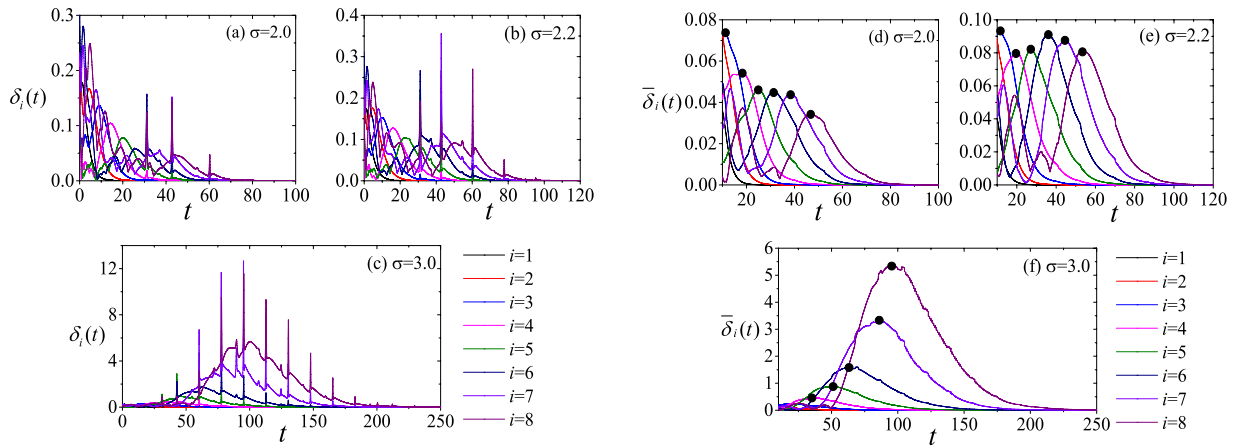 (a) σ=2.0
δᵢ(t)
0.3
0.2
0.1
0.0
0 20 40 60 80 100
t
(b) σ=2.2
0.4
0.3
0.2
0.1
0.0
0 20 40 60 80 100 120
t
(c) σ=3.0
δᵢ(t)
12
8
4
0
0 50 100 150 200 250
t
i=1
i=2
i=3
i=4
i=5
i=6
i=7
i=8
(d) σ=2.0
δ̅ᵢ(t)
0.08
0.06
0.04
0.02
0.00
20 40 60 80 100
t
(e) σ=2.2
0.10
0.08
0.06
0.04
0.02
0.00
20 40 60 80 100 120
t
(f) σ=3.0
δ̅ᵢ(t)
6
5
4
3
2
1
0
50 100 150 200 250
t
i=1
i=2
i=3
i=4
i=5
i=6
i=7
i=8